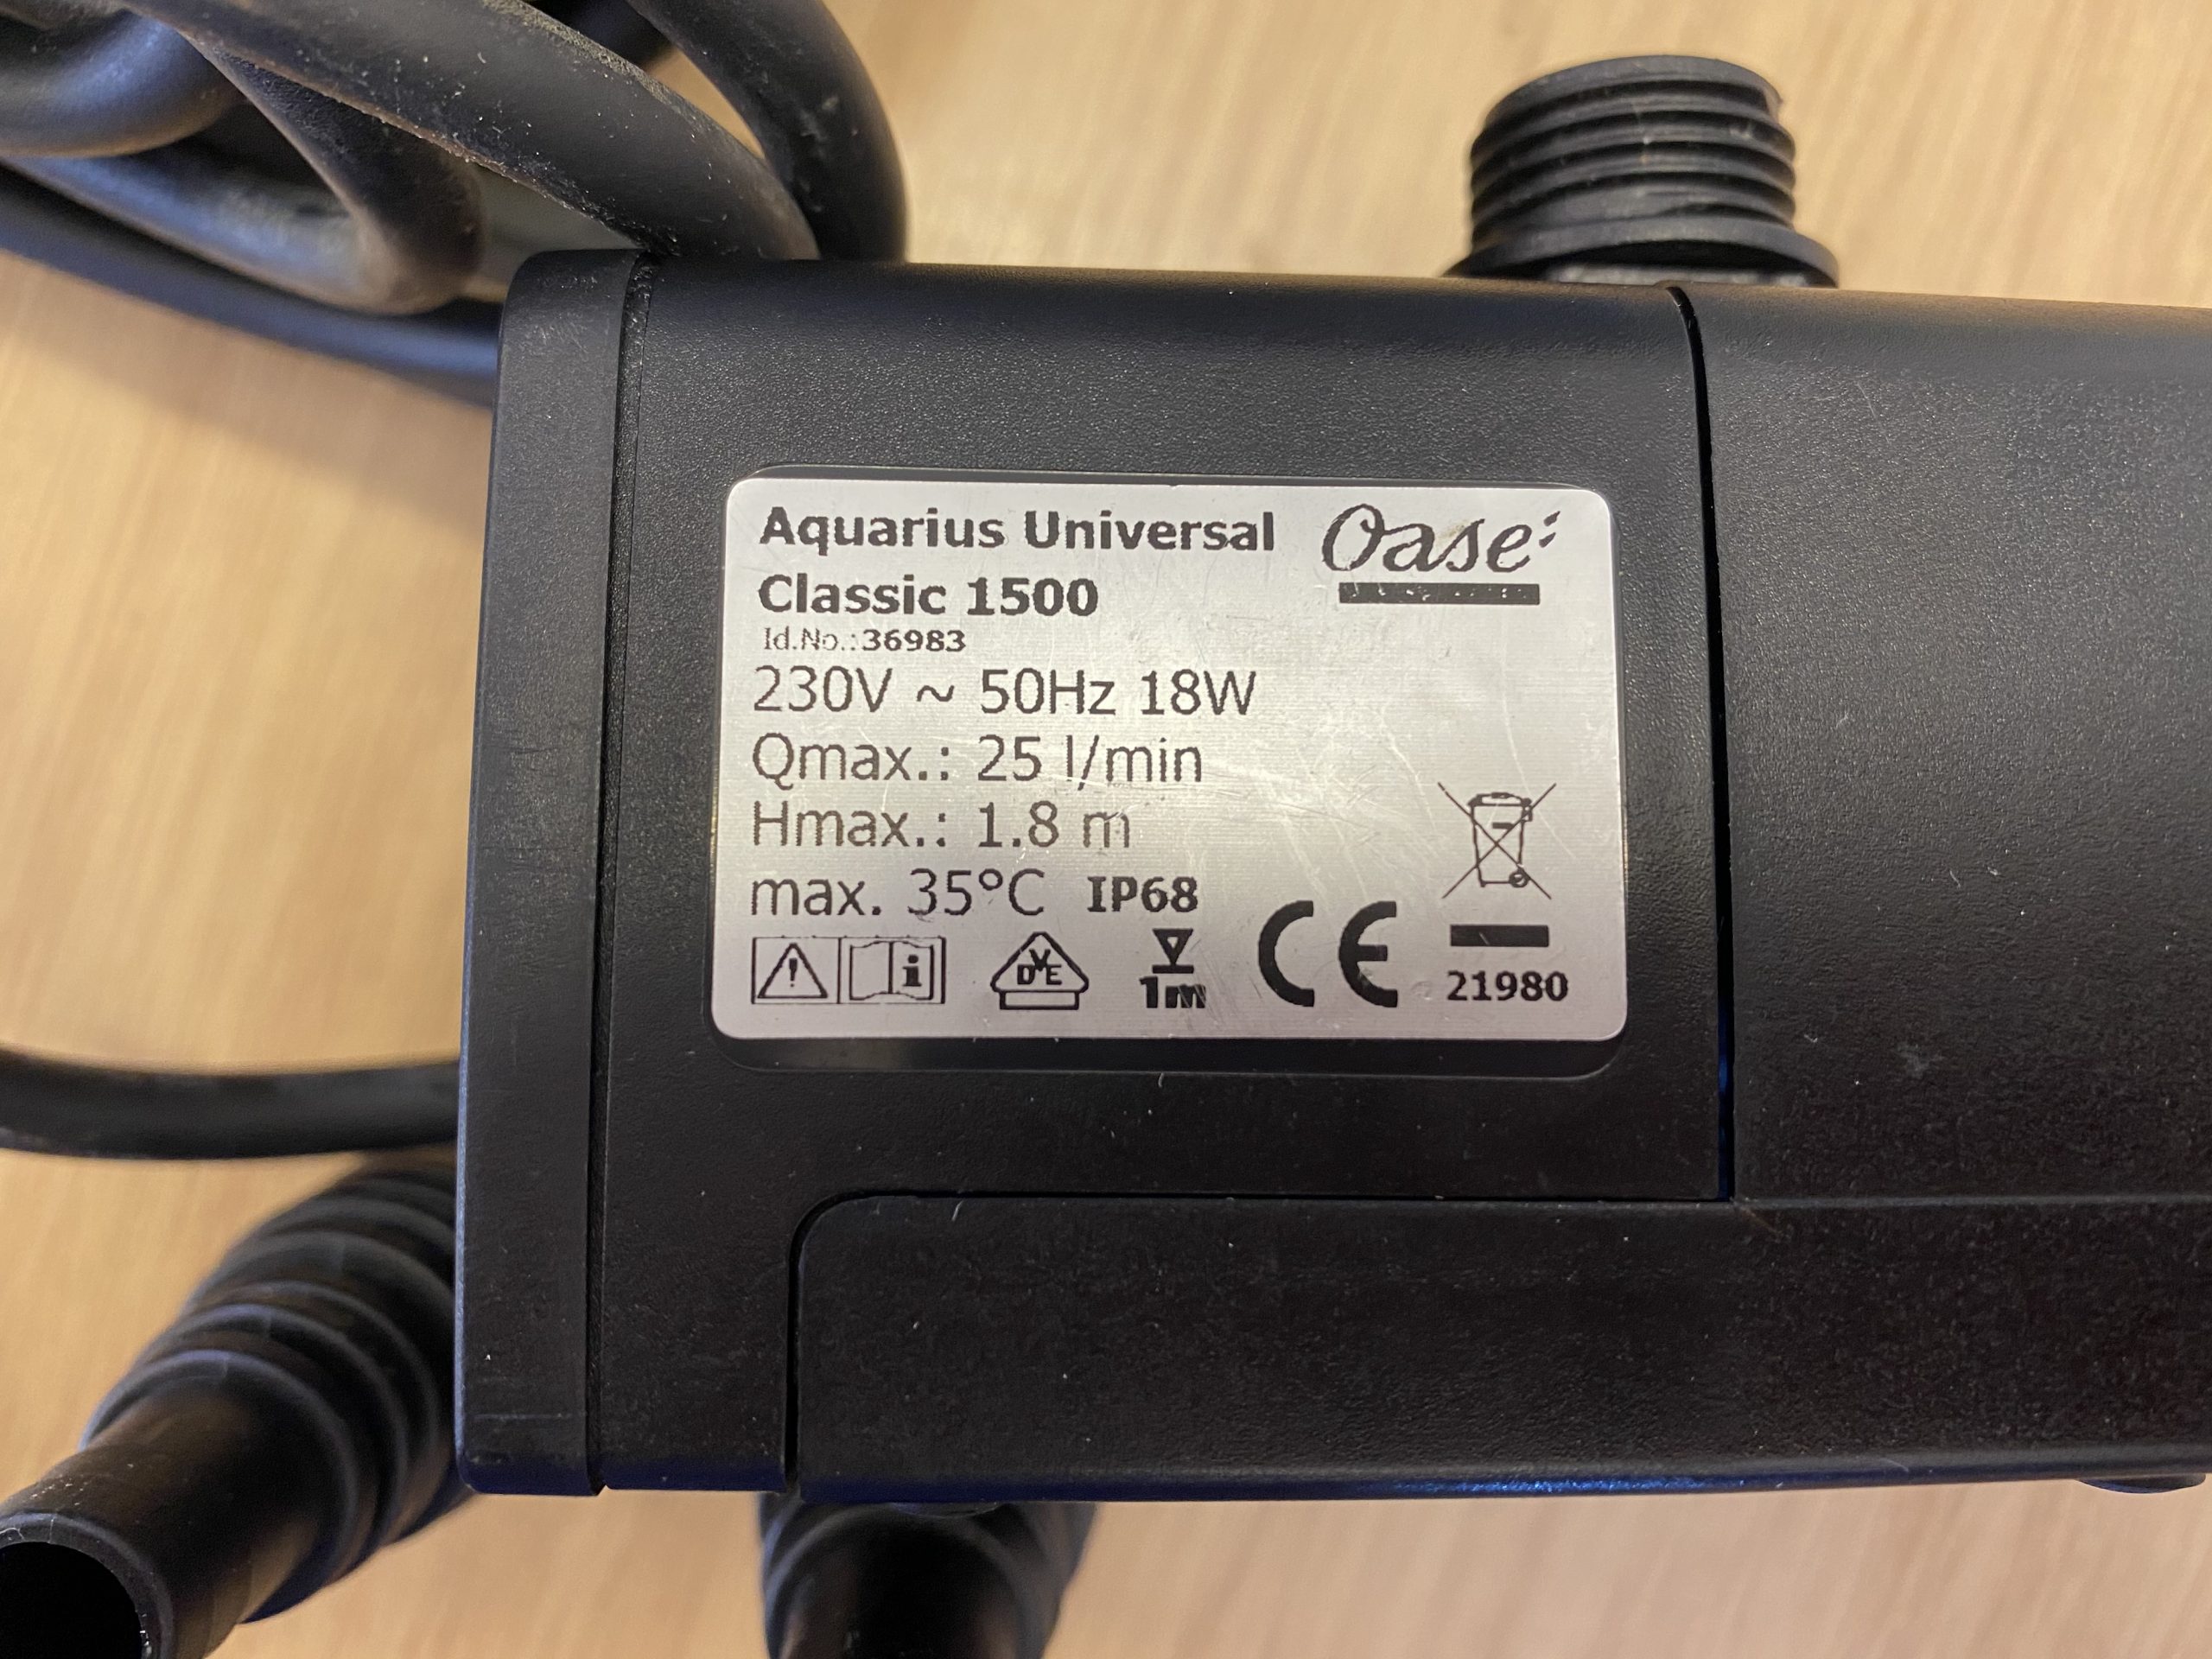 Aquarius Universal
Classic 1500
Oase
Id.No.:36983
230V ~ 50Hz 18W
Qmax.: 25 l/min
Hmax.: 1.8 m
max. 35°C IP68
DVE
1m
CE
21980